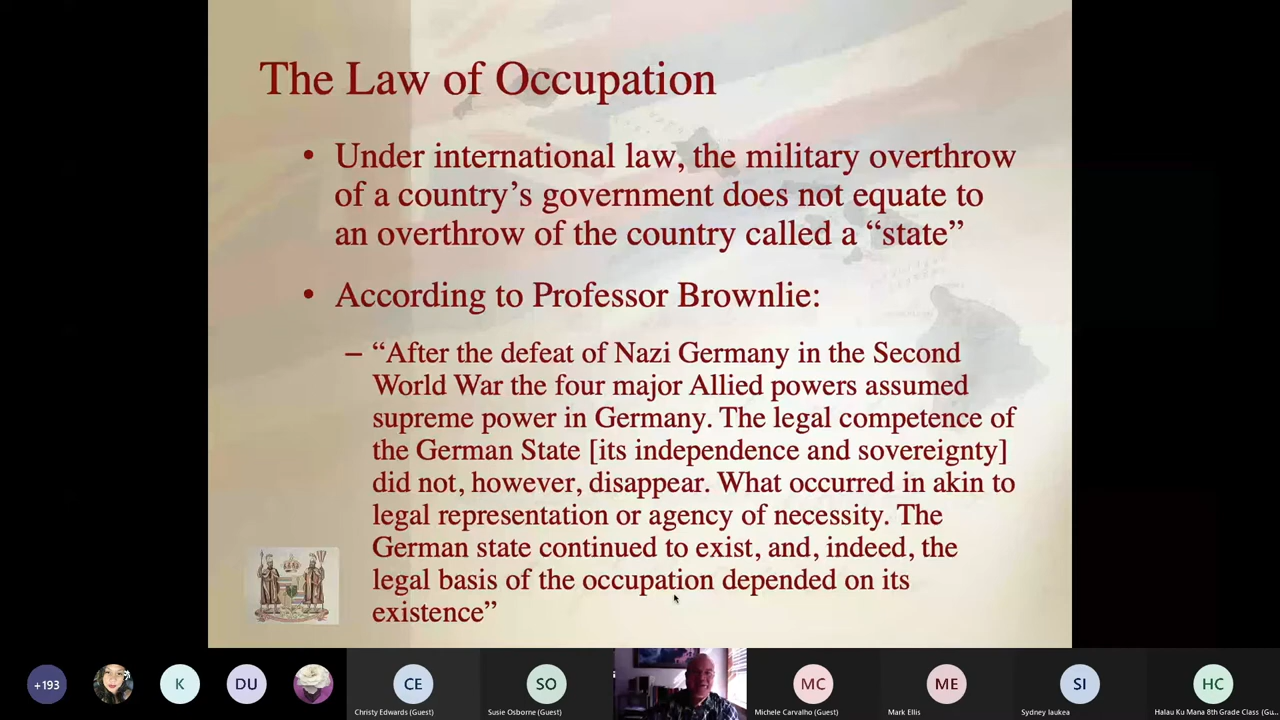 The Law of Occupation
• Under international law, the military overthrow
of a country’s government does not equate to
an overthrow of the country called a “state”
• According to Professor Brownlie:
– “After the defeat of Nazi Germany in the Second
World War the four major Allied powers assumed
supreme power in Germany. The legal competence of
the German State [its independence and sovereignty]
did not, however, disappear. What occurred in akin to
legal representation or agency of necessity. The
German state continued to exist, and, indeed, the
legal basis of the occupation depended on its
existence”
+193
K
DU
CE
SO
MC
ME
SI
HC
Christy Edwards (Guest)
Susie Osborne (Guest)
Michele Carvalho (Guest)
Mark Ellis
Sydney Iaukea
Halau Ku Mana 8th Grade Class (Gu...